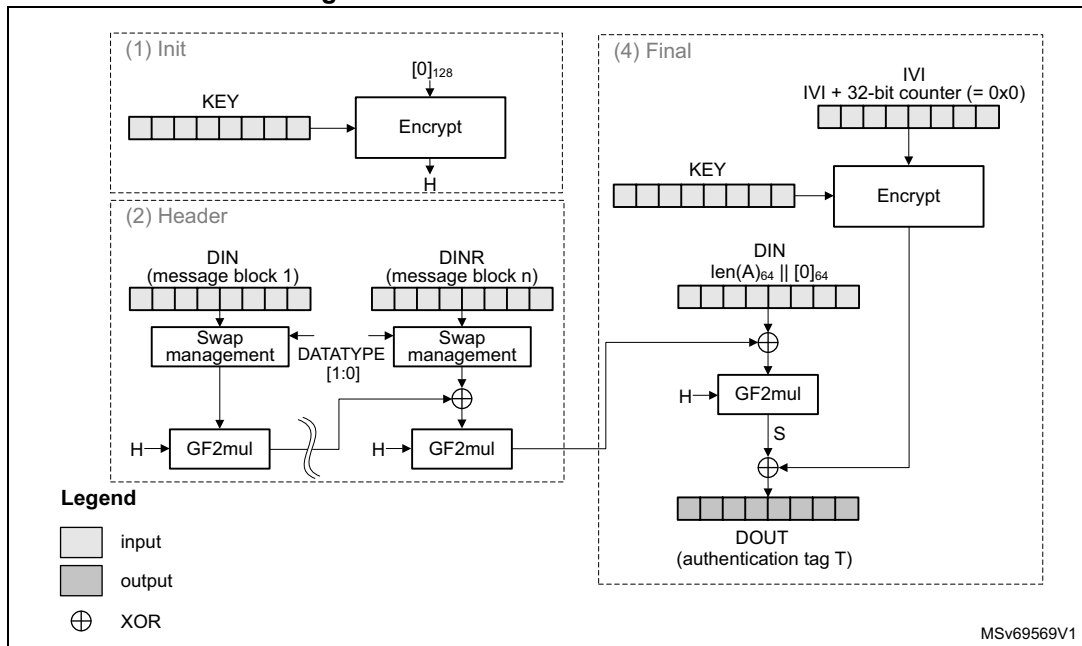 (1) Init
[0]128
KEY
Encrypt
H
(2) Header
DIN
(message block 1)
DINR
(message block n)
Swap
management
DATATYPE
[1:0]
Swap
management
H
GF2mul
H
GF2mul
(4) Final
IVI
IVI + 32-bit counter (= 0x0)
KEY
Encrypt
DIN
len(A)64 || [0]64
H
GF2mul
S
DOUT
(authentication tag T)
Legend
input
output
XOR
MSv69569V1